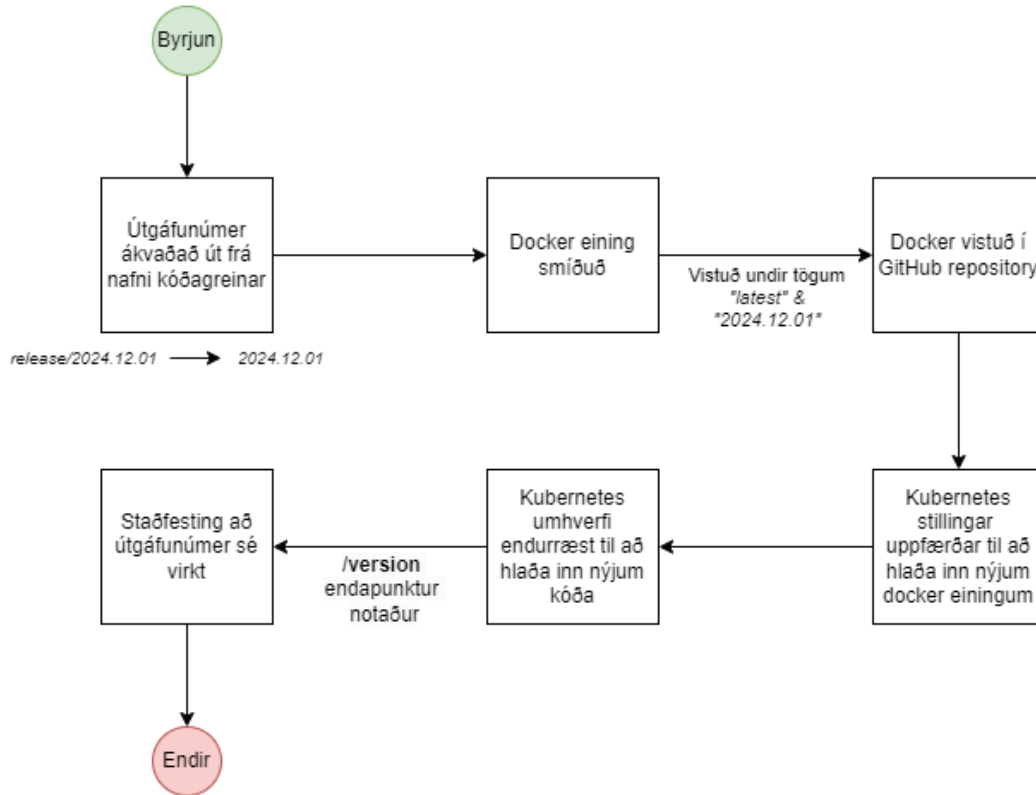 Byrjun
Útgáfunúmer
ákvaðað út frá
nafni kóðagreinar
release/2024.12.01
2024.12.01
Docker eining
smíðuð
Vistuð undir tögum
"latest" &
"2024.12.01"
Docker vistuð í
GitHub repository
Kubernetes
stillingar
uppfærðar til að
hlaða inn nýjum
docker einingum
Kubernetes
umhverfi
endurræst til að
hlaða inn nýjum
kóða
/version
endapunktur
notaður
Staðfesting að
útgáfunúmer sé
virkt
Endir